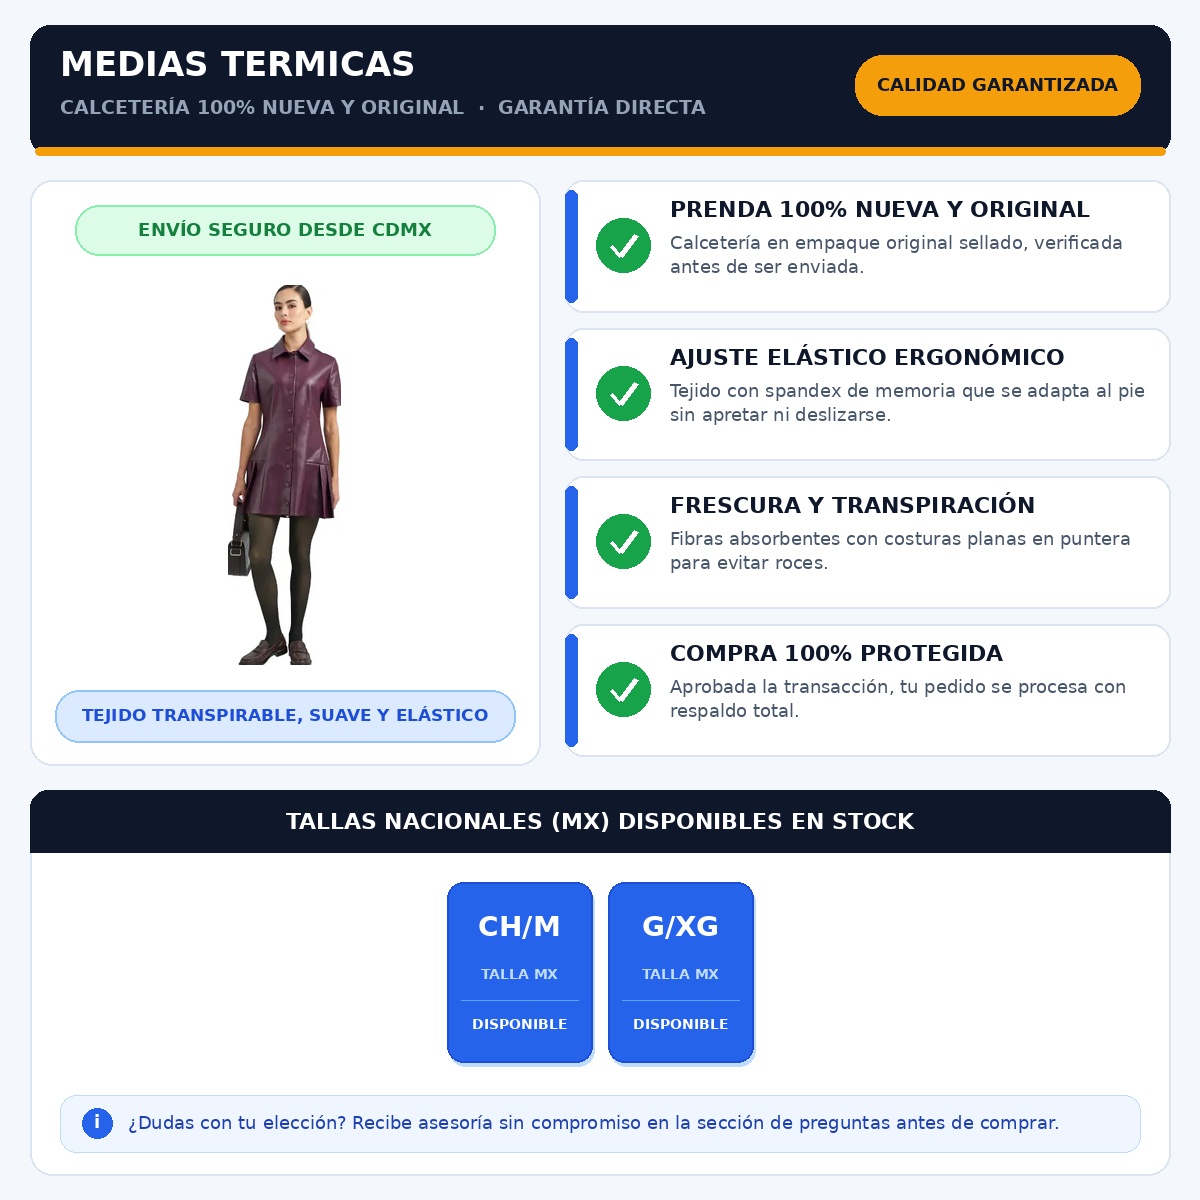 MEDIAS TERMICAS
CALCETERÍA 100% NUEVA Y ORIGINAL · GARANTÍA DIRECTA
CALIDAD GARANTIZADA
ENVÍO SEGURO DESDE CDMX
TEJIDO TRANSPIRABLE, SUAVE Y ELÁSTICO
PRENDA 100% NUEVA Y ORIGINAL
Calcetería en empaque original sellado, verificada
antes de ser enviada.
AJUSTE ELÁSTICO ERGONÓMICO
Tejido con spandex de memoria que se adapta al pie
sin apretar ni deslizarse.
FRESCURA Y TRANSPIRACIÓN
Fibras absorbentes con costuras planas en puntera
para evitar roces.
COMPRA 100% PROTEGIDA
Aprobada la transacción, tu pedido se procesa con
respaldo total.
TALLAS NACIONALES (MX) DISPONIBLES EN STOCK
CH/M
TALLA MX
DISPONIBLE
G/XG
TALLA MX
DISPONIBLE
i
¿Dudas con tu elección? Recibe asesoría sin compromiso en la sección de preguntas antes de comprar.